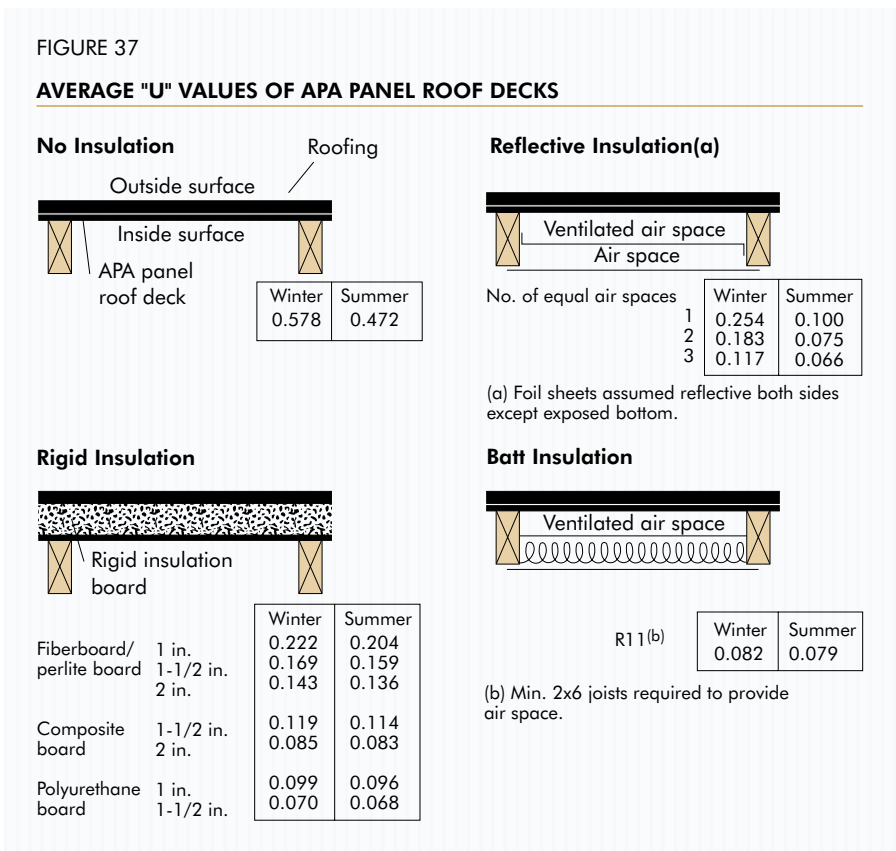 FIGURE 37
AVERAGE "U" VALUES OF APA PANEL ROOF DECKS
No Insulation
Roofing
Outside surface
Inside surface
APA panel
roof deck
Winter Summer
0.578 0.472
Reflective Insulation(a)
Ventilated air space
Air space
No. of equal air spaces Winter Summer
1 0.254 0.100
2 0.183 0.075
3 0.117 0.066
(a) Foil sheets assumed reflective both sides
except exposed bottom.
Rigid Insulation
Rigid insulation
board
Winter Summer
Fiberboard/ 1 in. 0.222 0.204
perlite board 1-1/2 in. 0.169 0.159
2 in. 0.143 0.136
Composite 1-1/2 in. 0.119 0.114
board 2 in. 0.085 0.083
Polyurethane 1 in. 0.099 0.096
board 1-1/2 in. 0.070 0.068
Batt Insulation
Ventilated air space
R11(b) Winter Summer
0.082 0.079
(b) Min. 2x6 joists required to provide
air space.